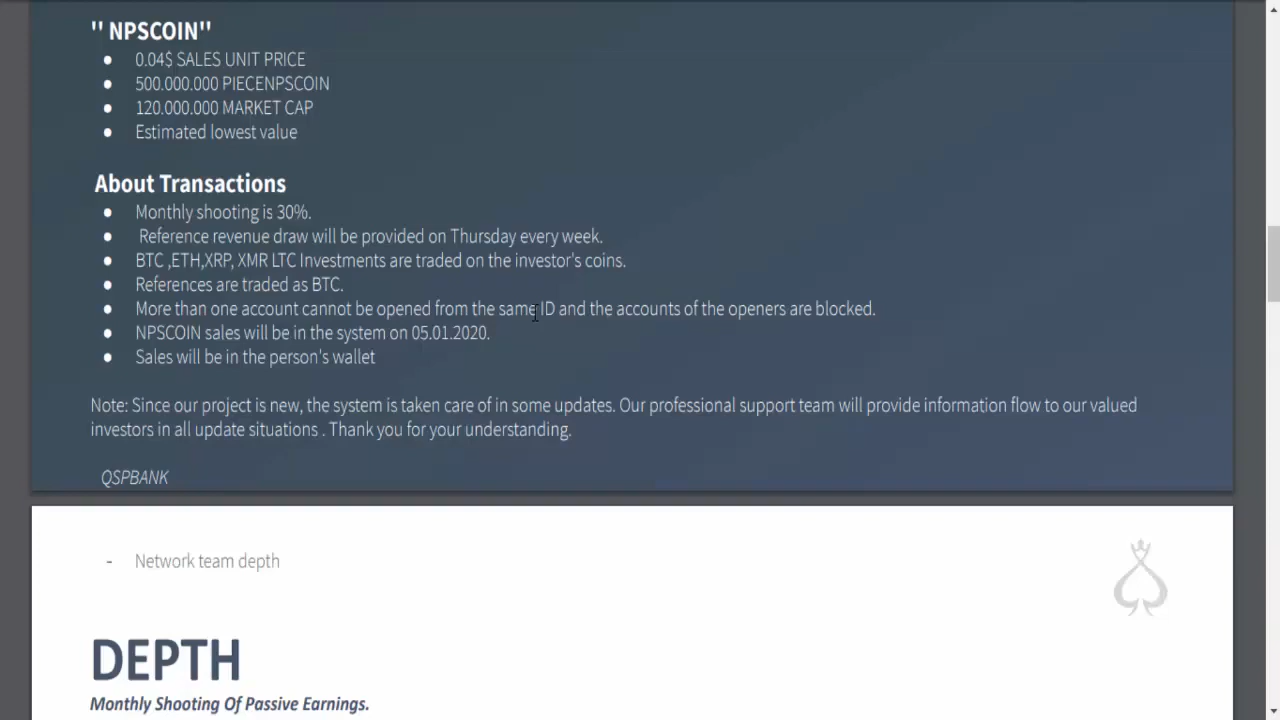 '' NPSCOIN''
● 0.04$ SALES UNIT PRICE
● 500.000.000 PIECENPSCOIN
● 120.000.000 MARKET CAP
● Estimated lowest value
About Transactions
● Monthly shooting is 30%.
● Reference revenue draw will be provided on Thursday every week.
● BTC ,ETH,XRP, XMR LTC Investments are traded on the investor's coins.
● References are traded as BTC.
● More than one account cannot be opened from the same ID and the accounts of the openers are blocked.
● NPSCOIN sales will be in the system on 05.01.2020.
● Sales will be in the person's wallet
Note: Since our project is new, the system is taken care of in some updates. Our professional support team will provide information flow to our valued
investors in all update situations . Thank you for your understanding.
QSPBANK
- Network team depth
DEPTH
Monthly Shooting Of Passive Earnings.